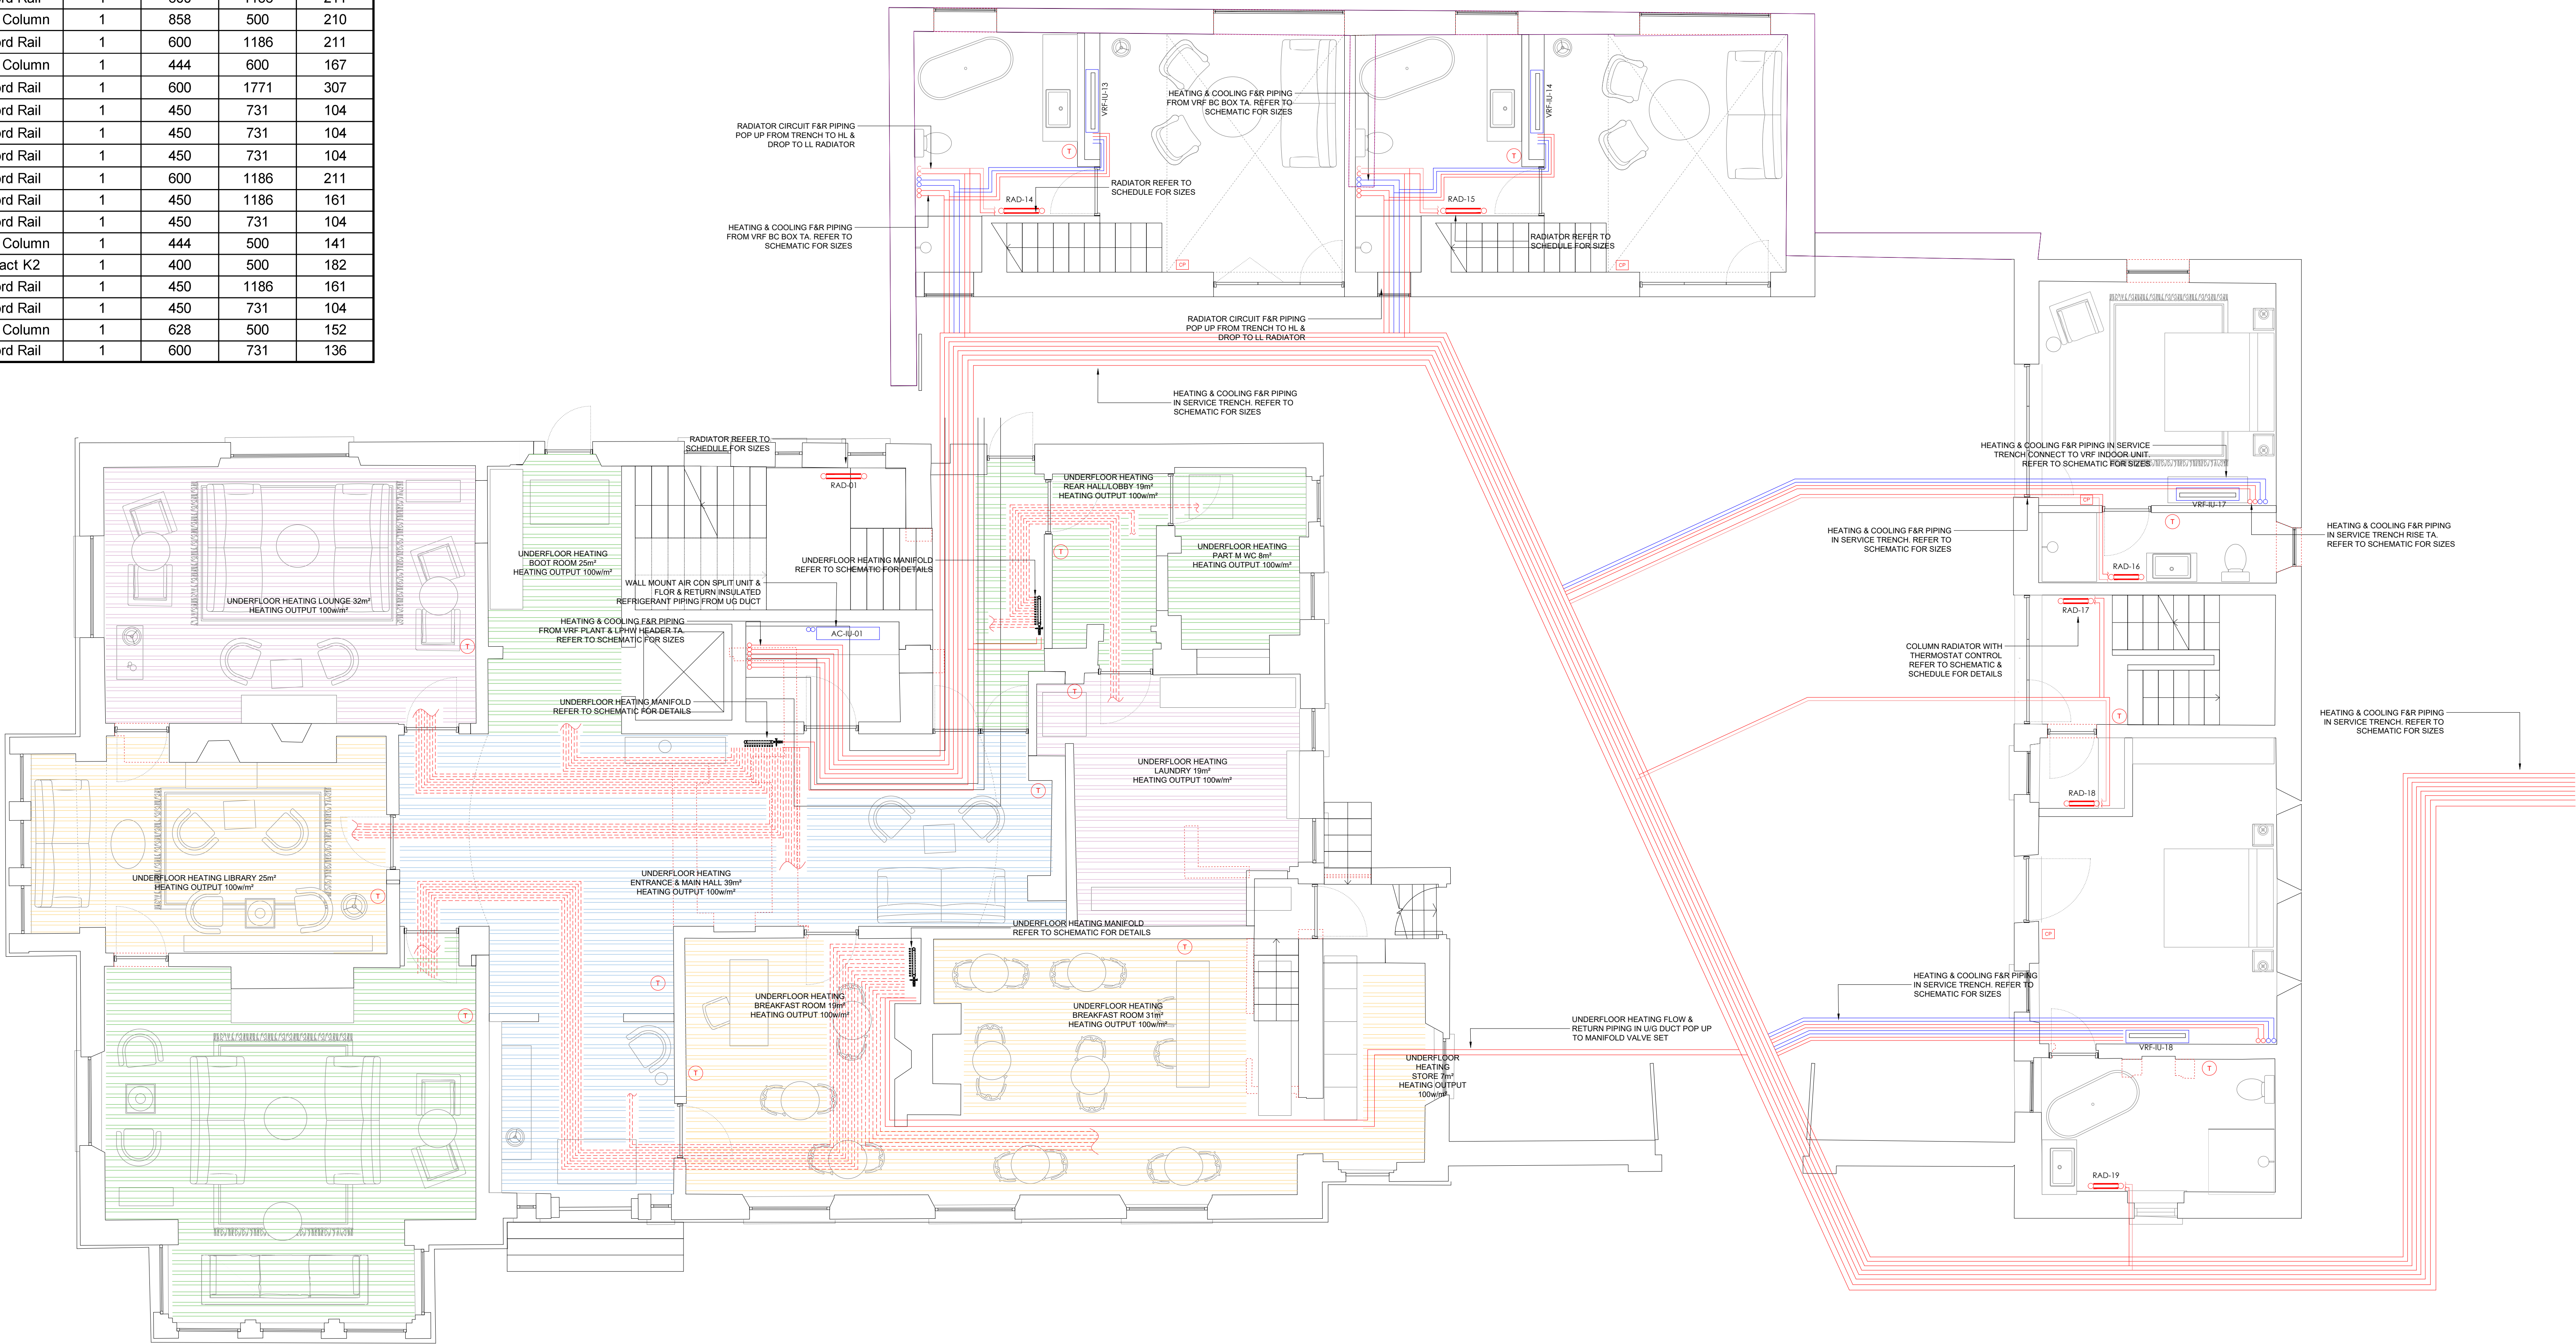 1
858
500
210
Column
ord Rail
1
600
1186
211
Column
1
444
600
167
ord Rail
1
600
1771
307
ord Rail
1
450
731
104
ord Rail
1
450
731
104
ord Rail
1
450
731
104
ord Rail
1
600
1186
211
ord Rail
1
450
1186
161
ord Rail
1
450
731
104
Column
1
444
500
141
act K2
1
400
500
182
ord Rail
1
450
1186
161
ord Rail
1
450
731
104
Column
1
628
500
152
ord Rail
1
600
731
136
RADIATOR CIRCUIT F&R PIPING
POP UP FROM TRENCH TO HL &
DROP TO LL RADIATOR
HEATING & COOLING F&R PIPING
FROM VRF BC BOX TA. REFER TO
SCHEMATIC FOR SIZES
VRF-IU-13
T
RAD-14
RADIATOR REFER TO
SCHEDULE FOR SIZES
CP
HEATING & COOLING F&R PIPING
FROM VRF BC BOX TA. REFER TO
SCHEMATIC FOR SIZES
VRF-IU-14
T
RAD-15
RADIATOR REFER TO
SCHEDULE FOR SIZES
CP
RADIATOR CIRCUIT F&R PIPING
POP UP FROM TRENCH TO HL &
DROP TO LL RADIATOR
HEATING & COOLING F&R PIPING
IN SERVICE TRENCH. REFER TO
SCHEMATIC FOR SIZES
RADIATOR REFER TO
SCHEDULE FOR SIZES
RAD-01
UNDERFLOOR HEATING
REAR HALL/LOBBY 19m²
HEATING OUTPUT 100w/m²
UNDERFLOOR HEATING
BOOT ROOM 25m²
HEATING OUTPUT 100w/m²
UNDERFLOOR HEATING MANIFOLD
REFER TO SCHEMATIC FOR DETAILS
T
UNDERFLOOR HEATING
PART M WC 8m²
HEATING OUTPUT 100w/m²
WALL MOUNT AIR CON SPLIT UNIT &
FLOR & RETURN INSULATED
REFRIGERANT PIPING FROM UG DUCT
UNDERFLOOR HEATING LOUNGE 32m²
HEATING OUTPUT 100w/m²
T
HEATING & COOLING F&R PIPING
FROM VRF PLANT & LPHW HEADER TA.
REFER TO SCHEMATIC FOR SIZES
AC-IU-01
UNDERFLOOR HEATING MANIFOLD
REFER TO SCHEMATIC FOR DETAILS
T
UNDERFLOOR HEATING
LAUNDRY 19m²
HEATING OUTPUT 100w/m²
T
UNDERFLOOR HEATING LIBRARY 25m²
HEATING OUTPUT 100w/m²
T
UNDERFLOOR HEATING
ENTRANCE & MAIN HALL 39m²
HEATING OUTPUT 100w/m²
UNDERFLOOR HEATING MANIFOLD
REFER TO SCHEMATIC FOR DETAILS
T
T
T
UNDERFLOOR HEATING
BREAKFAST ROOM 19m²
HEATING OUTPUT 100w/m²
UNDERFLOOR HEATING
BREAKFAST ROOM 31m²
HEATING OUTPUT 100w/m²
T
UNDERFLOOR HEATING FLOW &
RETURN PIPING IN U/G DUCT POP UP
TO MANIFOLD VALVE SET
UNDERFLOOR
HEATING
STORE 7m²
HEATING OUTPUT
100w/m²
HEATING & COOLING F&R PIPING IN SERVICE
TRENCH CONNECT TO VRF INDOOR UNIT.
REFER TO SCHEMATIC FOR SIZES
CP
VRF-IU-17
T
HEATING & COOLING F&R PIPING
IN SERVICE TRENCH. REFER TO
SCHEMATIC FOR SIZES
HEATING & COOLING F&R PIPING
IN SERVICE TRENCH RISE TA.
REFER TO SCHEMATIC FOR SIZES
RAD-16
RAD-17
COLUMN RADIATOR WITH
THERMOSTAT CONTROL
REFER TO SCHEMATIC &
SCHEDULE FOR DETAILS
T
HEATING & COOLING F&R PIPING
IN SERVICE TRENCH. REFER TO
SCHEMATIC FOR SIZES
RAD-18
CP
HEATING & COOLING F&R PIPING
IN SERVICE TRENCH. REFER TO
SCHEMATIC FOR SIZES
VRF-IU-18
T
RAD-19